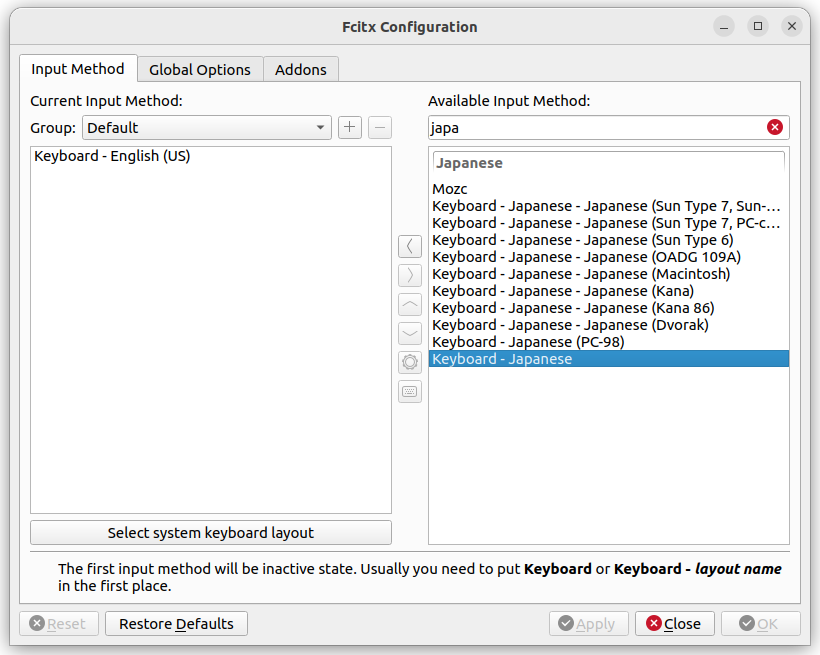 Fcitx Configuration
Input Method
Global Options
Addons
Current Input Method:
Group: Default
Keyboard - English (US)
Select system keyboard layout
Available Input Method:
japa
Japanese
Mozc
Keyboard - Japanese - Japanese (Sun Type 7, Sun-...
Keyboard - Japanese - Japanese (Sun Type 7, PC-c...
Keyboard - Japanese - Japanese (Sun Type 6)
Keyboard - Japanese - Japanese (OADG 109A)
Keyboard - Japanese - Japanese (Macintosh)
Keyboard - Japanese - Japanese (Kana)
Keyboard - Japanese - Japanese (Kana 86)
Keyboard - Japanese - Japanese (Dvorak)
Keyboard - Japanese (PC-98)
Keyboard - Japanese
The first input method will be inactive state. Usually you need to put Keyboard or Keyboard - layout name
in the first place.
Reset
Restore Defaults
Apply
Close
OK